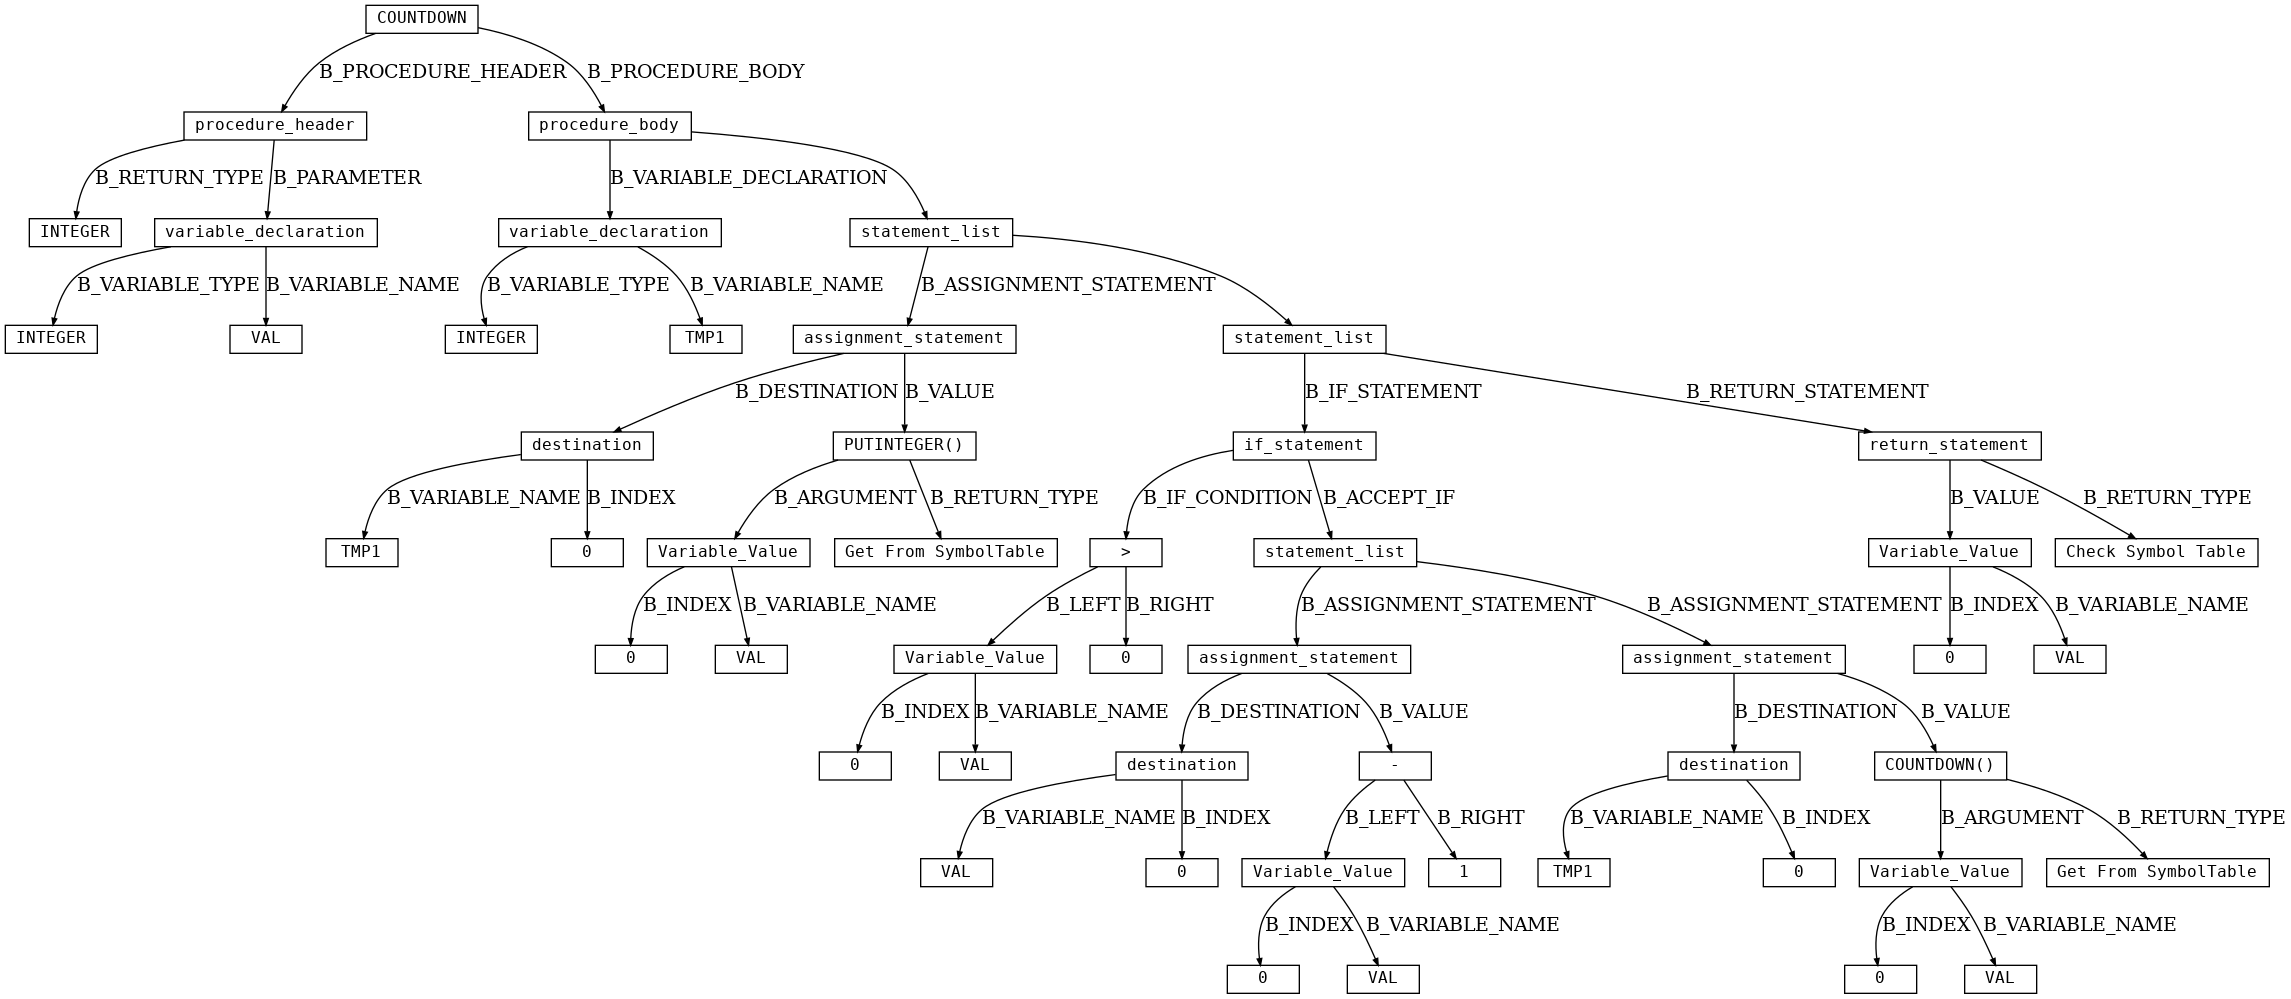 COUNTDOWN
B_PROCEDURE_HEADER B_PROCEDURE_BODY
procedure_header procedure_body
B_RETURN_TYPE B_PARAMETER B_VARIABLE_DECLARATION
INTEGER variable_declaration variable_declaration statement_list
B_VARIABLE_TYPE B_VARIABLE_NAME B_VARIABLE_TYPE B_VARIABLE_NAME B_ASSIGNMENT_STATEMENT
INTEGER VAL INTEGER TMP1 assignment_statement statement_list
B_DESTINATION B_VALUE B_IF_STATEMENT B_RETURN_STATEMENT
destination PUTINTEGER() if_statement return_statement
B_VARIABLE_NAME B_INDEX B_ARGUMENT B_RETURN_TYPE B_IF_CONDITION B_ACCEPT_IF B_VALUE B_RETURN_TYPE
TMP1 0 Variable_Value Get From SymbolTable > statement_list Variable_Value Check Symbol Table
B_INDEX B_VARIABLE_NAME B_LEFT B_RIGHT B_ASSIGNMENT_STATEMENT B_ASSIGNMENT_STATEMENT B_INDEX B_VARIABLE_NAME
0 VAL Variable_Value 0 assignment_statement assignment_statement 0 VAL
B_INDEX B_VARIABLE_NAME B_DESTINATION B_VALUE B_DESTINATION B_VALUE
0 VAL destination - destination COUNTDOWN()
B_VARIABLE_NAME B_INDEX B_LEFT B_RIGHT B_VARIABLE_NAME B_INDEX B_ARGUMENT B_RETURN_TYPE
VAL 0 Variable_Value 1 TMP1 0 Variable_Value Get From SymbolTable
B_INDEX B_VARIABLE_NAME B_INDEX B_VARIABLE_NAME
0 VAL 0 VAL